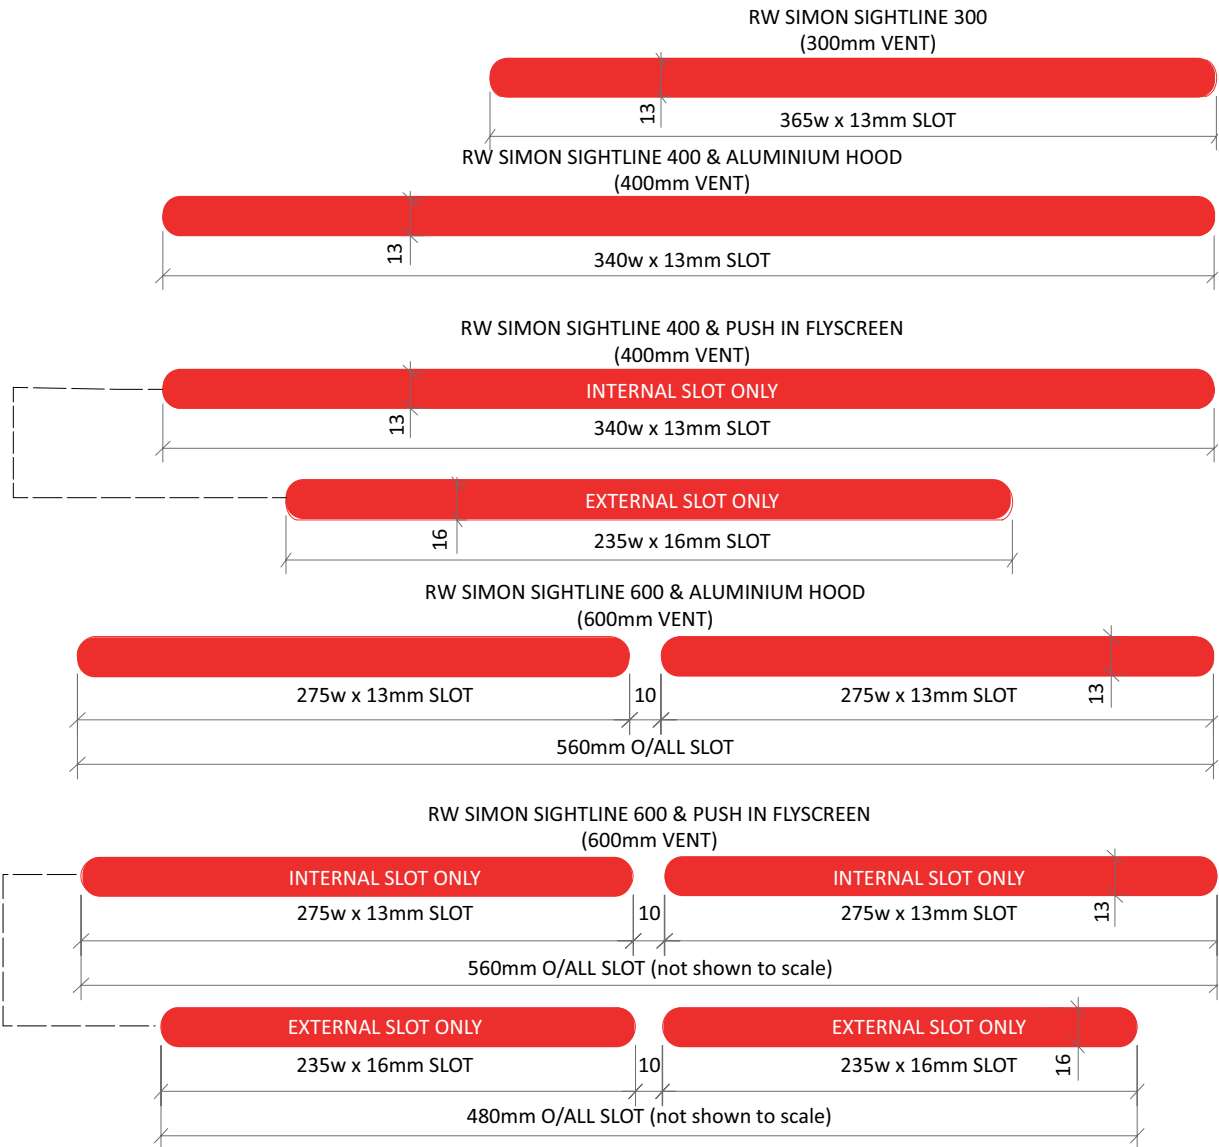 RW SIMON SIGHTLINE 300
(300mm VENT)
13
365w x 13mm SLOT
RW SIMON SIGHTLINE 400 & ALUMINIUM HOOD
(400mm VENT)
13
340w x 13mm SLOT
RW SIMON SIGHTLINE 400 & PUSH IN FLYSCREEN
(400mm VENT)
INTERNAL SLOT ONLY
13
340w x 13mm SLOT
EXTERNAL SLOT ONLY
16
235w x 16mm SLOT
RW SIMON SIGHTLINE 600 & ALUMINIUM HOOD
(600mm VENT)
275w x 13mm SLOT 10 275w x 13mm SLOT 13
560mm O/ALL SLOT
RW SIMON SIGHTLINE 600 & PUSH IN FLYSCREEN
(600mm VENT)
INTERNAL SLOT ONLY INTERNAL SLOT ONLY
275w x 13mm SLOT 10 275w x 13mm SLOT 13
560mm O/ALL SLOT (not shown to scale)
EXTERNAL SLOT ONLY EXTERNAL SLOT ONLY
235w x 16mm SLOT 10 235w x 16mm SLOT 16
480mm O/ALL SLOT (not shown to scale)